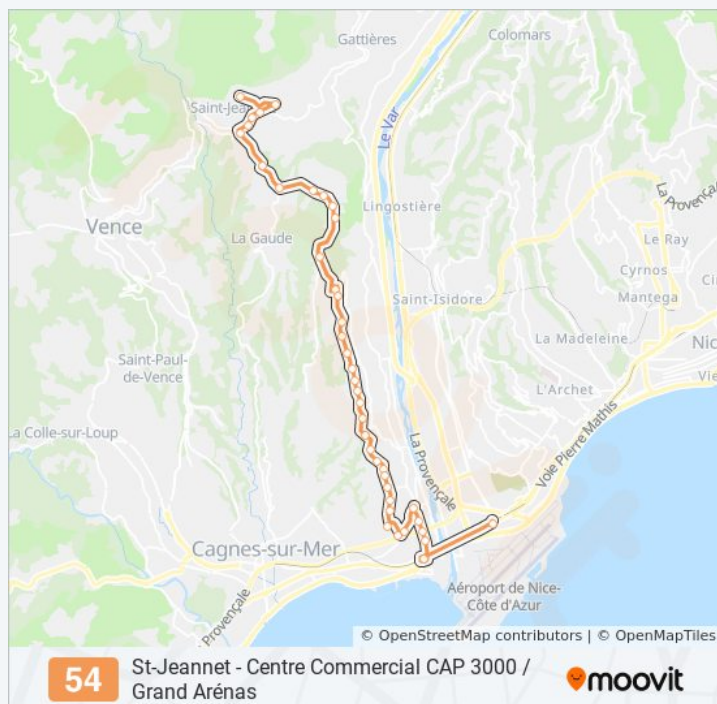 Gattières
Colomars
Saint-Jea
Le Var
La Provençale
Vence
Lingostière
La Gaude
Le Ray
Cyrnos
Saint-Isidore
Mantega
La Madeleine
Nic
Saint-Paul-
de-Vence
L'Archet
La Colle-sur-Loup
Voie Pierre Mathis
La Provençale
Cagnes-sur-Mer
Aéroport de Nice-
Côte d'Azur
Provençale
© OpenStreetMap contributors | © OpenMapTiles
54
St-Jeannet - Centre Commercial CAP 3000 /
Grand Arénas
moovit